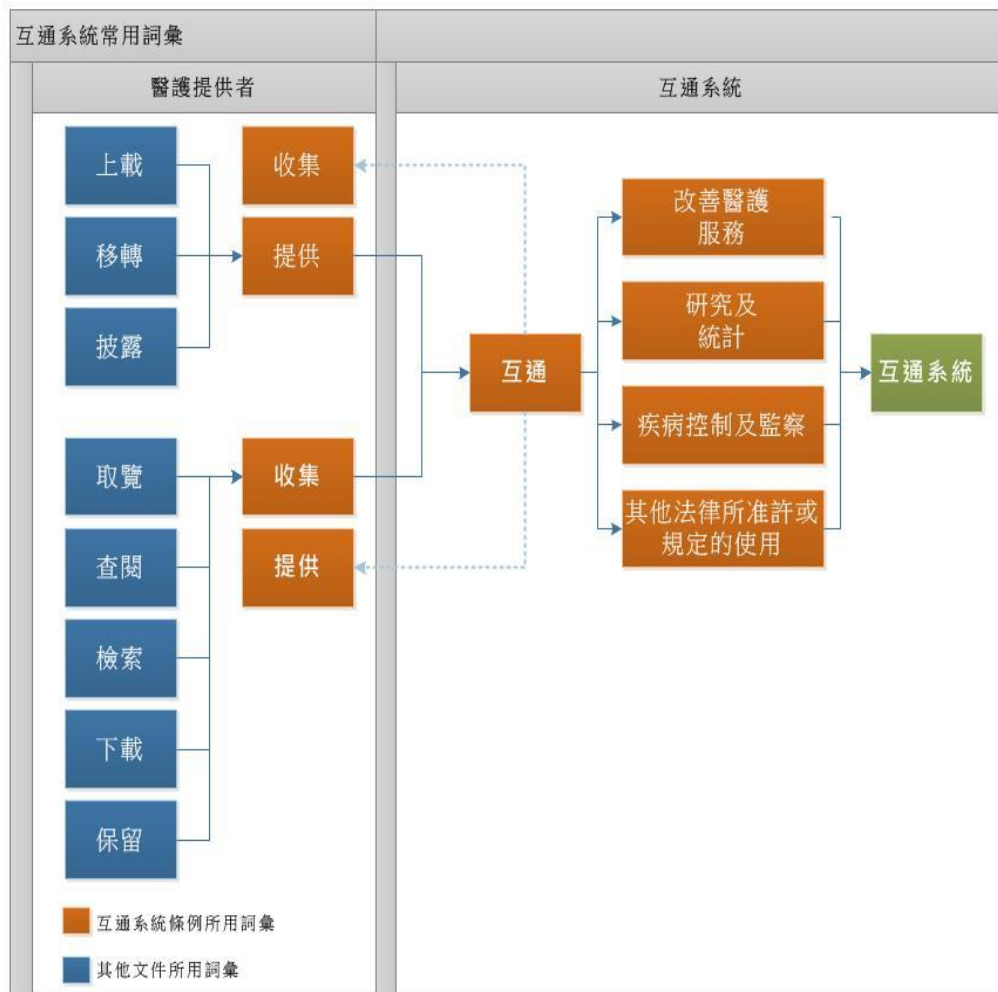 互通系統常用詞彙
醫護提供者
互通系統
上載
收集
移轉
提供
披露
取覽
收集
查閱
提供
檢索
下載
保留
互通
改善醫護
服務
研究及
統計
疾病控制及監察
其他法律所准許或
規定的使用
互通系統
互通系統條例所用詞彙
其他文件所用詞彙